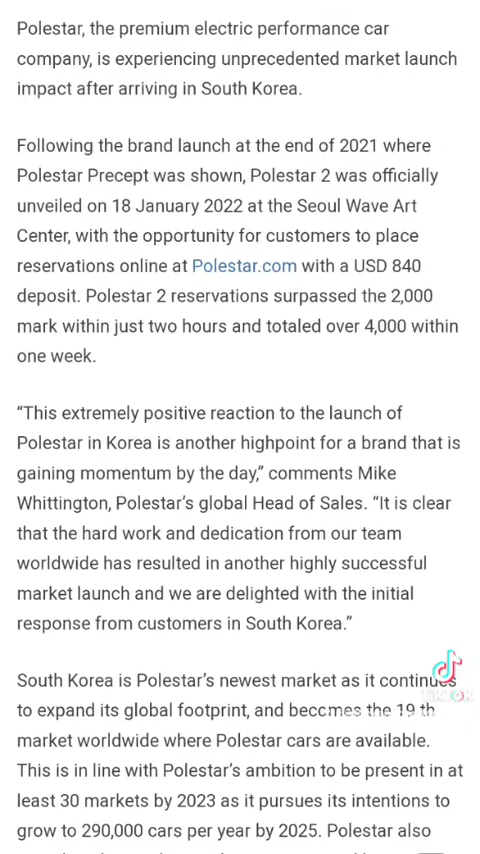 Polestar, the premium electric performance car
company, is experiencing unprecedented market launch
impact after arriving in South Korea.
Following the brand launch at the end of 2021 where
Polestar Precept was shown, Polestar 2 was officially
unveiled on 18 January 2022 at the Seoul Wave Art
Center, with the opportunity for customers to place
reservations online at Polestar.com with a USD 840
deposit. Polestar 2 reservations surpassed the 2,000
mark within just two hours and totaled over 4,000 within
one week.
“This extremely positive reaction to the launch of
Polestar in Korea is another highpoint for a brand that is
gaining momentum by the day,” comments Mike
Whittington, Polestar’s global Head of Sales. “It is clear
that the hard work and dedication from our team
worldwide has resulted in another highly successful
market launch and we are delighted with the initial
response from customers in South Korea.”
South Korea is Polestar’s newest market as it continues
TikTok
to expand its global footprint, and becomes the 19 th
market worldwide where Polestar cars are available.
This is in line with Polestar’s ambition to be present in at
least 30 markets by 2023 as it pursues its intentions to
grow to 290,000 cars per year by 2025. Polestar also